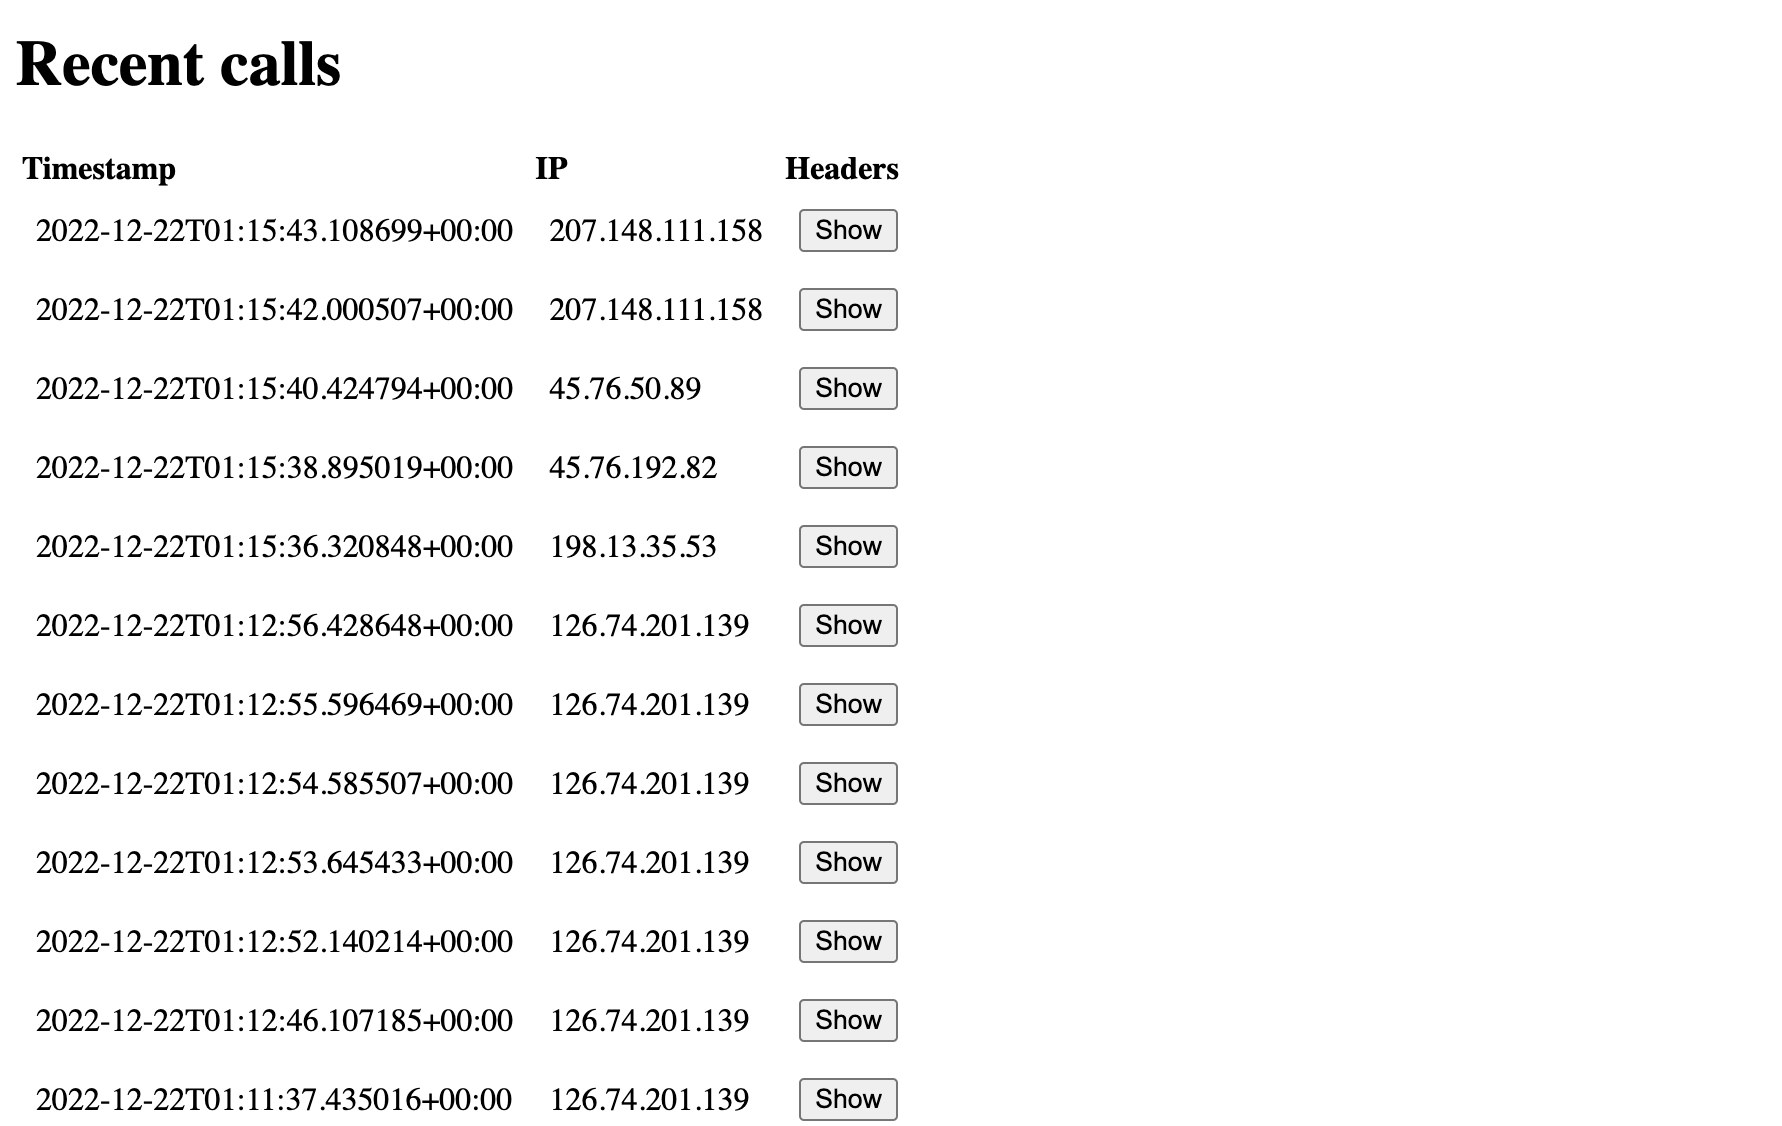 Recent calls
Timestamp IP Headers
2022-12-22T01:15:43.108699+00:00 207.148.111.158 Show
2022-12-22T01:15:42.000507+00:00 207.148.111.158 Show
2022-12-22T01:15:40.424794+00:00 45.76.50.89 Show
2022-12-22T01:15:38.895019+00:00 45.76.192.82 Show
2022-12-22T01:15:36.320848+00:00 198.13.35.53 Show
2022-12-22T01:12:56.428648+00:00 126.74.201.139 Show
2022-12-22T01:12:55.596469+00:00 126.74.201.139 Show
2022-12-22T01:12:54.585507+00:00 126.74.201.139 Show
2022-12-22T01:12:53.645433+00:00 126.74.201.139 Show
2022-12-22T01:12:52.140214+00:00 126.74.201.139 Show
2022-12-22T01:12:46.107185+00:00 126.74.201.139 Show
2022-12-22T01:11:37.435016+00:00 126.74.201.139 Show